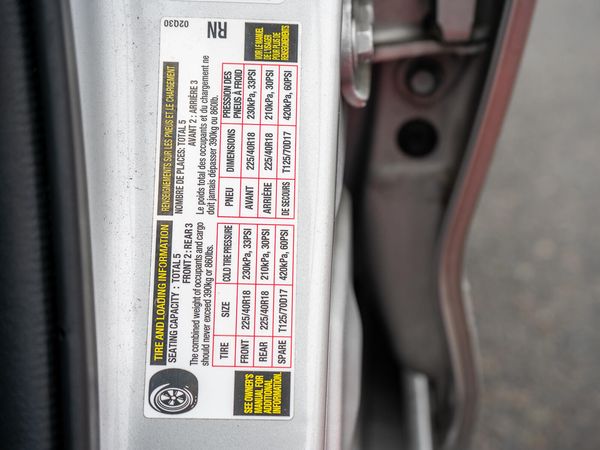 TIRE AND LOADING INFORMATION
SEATING CAPACITY : TOTAL 5
FRONT 2 : REAR 3
The combined weight of occupants and cargo
should never exceed 390kg or 860lbs.
TIRE SIZE COLD TIRE PRESSURE
FRONT 225/40R18 230kPa, 33PSI
REAR 225/40R18 210kPa, 30PSI
SPARE T125/70D17 420kPa, 60PSI
SEE OWNER'S
MANUAL FOR
ADDITIONAL
INFORMATION.
RENSEIGNEMENTS SUR LES PNEUS ET LE CHARGEMENT
NOMBRE DE PLACES: TOTAL 5
AVANT 2 : ARRIÈRE 3
Le poids total des occupants et du chargement ne
doit jamais dépasser 390kg ou 860lb.
PNEU DIMENSIONS PRESSION DES
PNEUS À FROID
AVANT 225/40R18 230kPa, 33PSI
ARRIÈRE 225/40R18 210kPa, 30PSI
DE SECOURS T125/70D17 420kPa, 60PSI
VOIR LE MANUEL
DE L'USAGER
POUR PLUS DE
RENSEIGNEMENTS
02Q30
RN